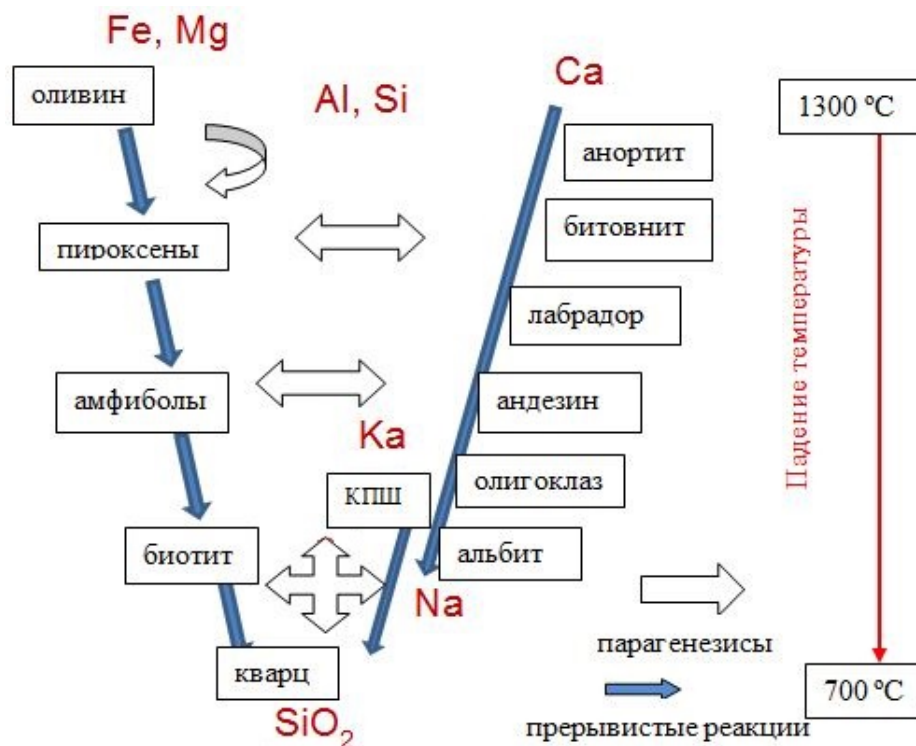 Fe, Mg
оливин
Al, Si
Ca
1300 ºC
анортит
битовнит
пироксены
лабрадор
Падение температуры
амфиболы
андезин
Ka
КПШ
олигоклаз
биотит
альбит
Na
парагенезисы
кварц
700 ºC
SiO₂
прерывистые реакции